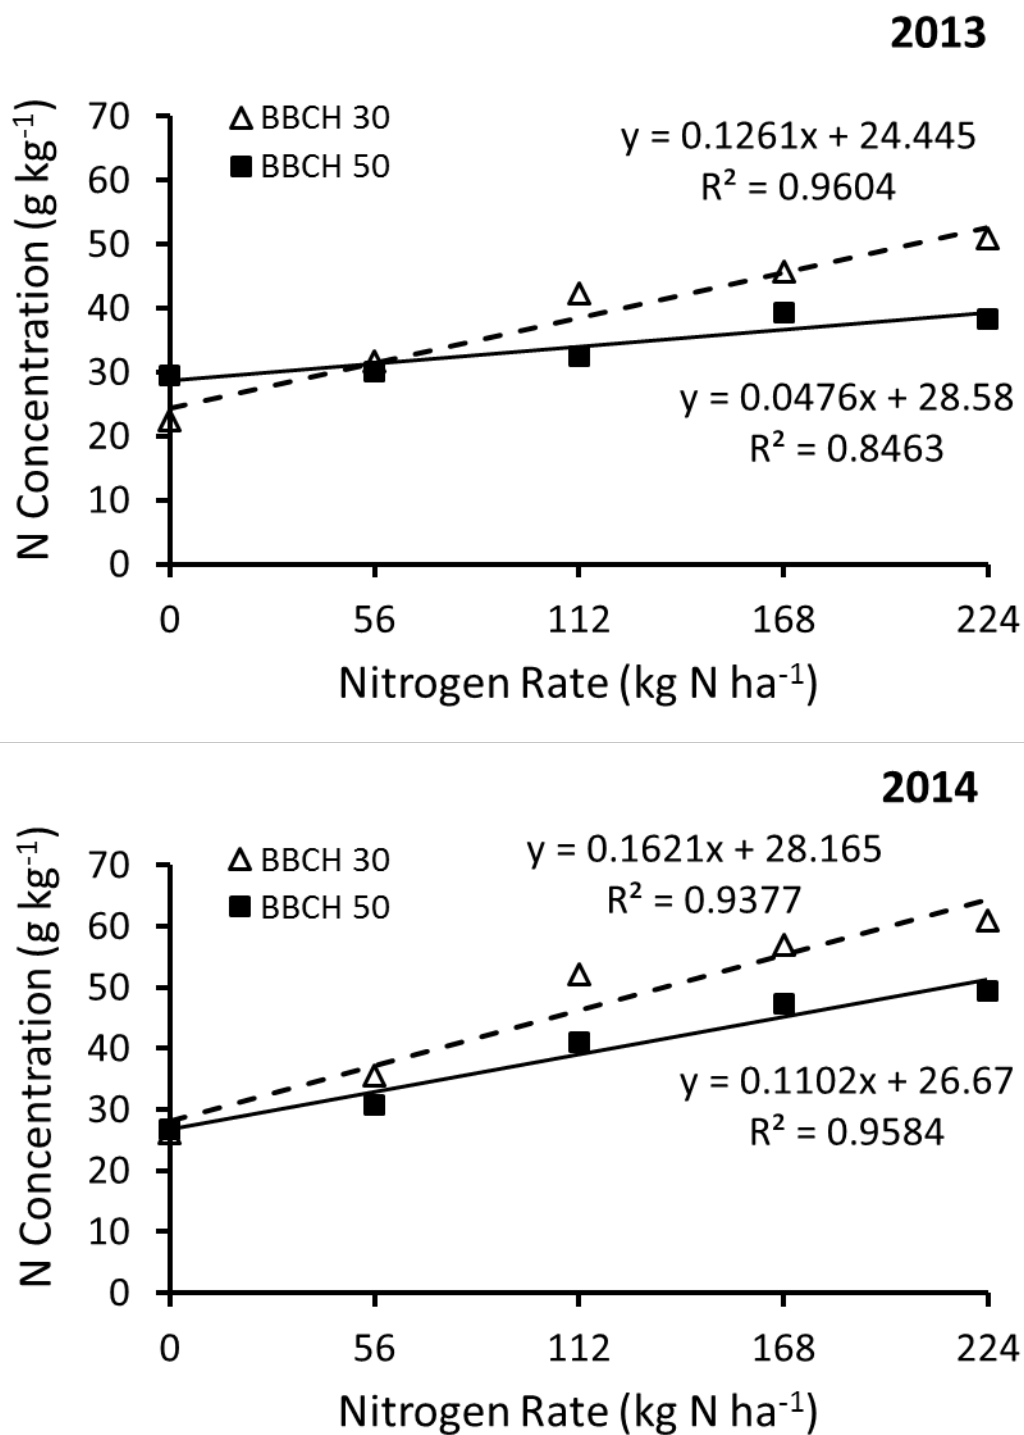 2013
N Concentration (g kg⁻¹)
70
60
50
40
30
20
10
0
BBCH 30
BBCH 50
y = 0.1261x + 24.445
R² = 0.9604
y = 0.0476x + 28.58
R² = 0.8463
0 56 112 168 224
Nitrogen Rate (kg N ha⁻¹)
2014
N Concentration (g kg⁻¹)
70
60
50
40
30
20
10
0
BBCH 30
BBCH 50
y = 0.1621x + 28.165
R² = 0.9377
y = 0.1102x + 26.67
R² = 0.9584
0 56 112 168 224
Nitrogen Rate (kg N ha⁻¹)